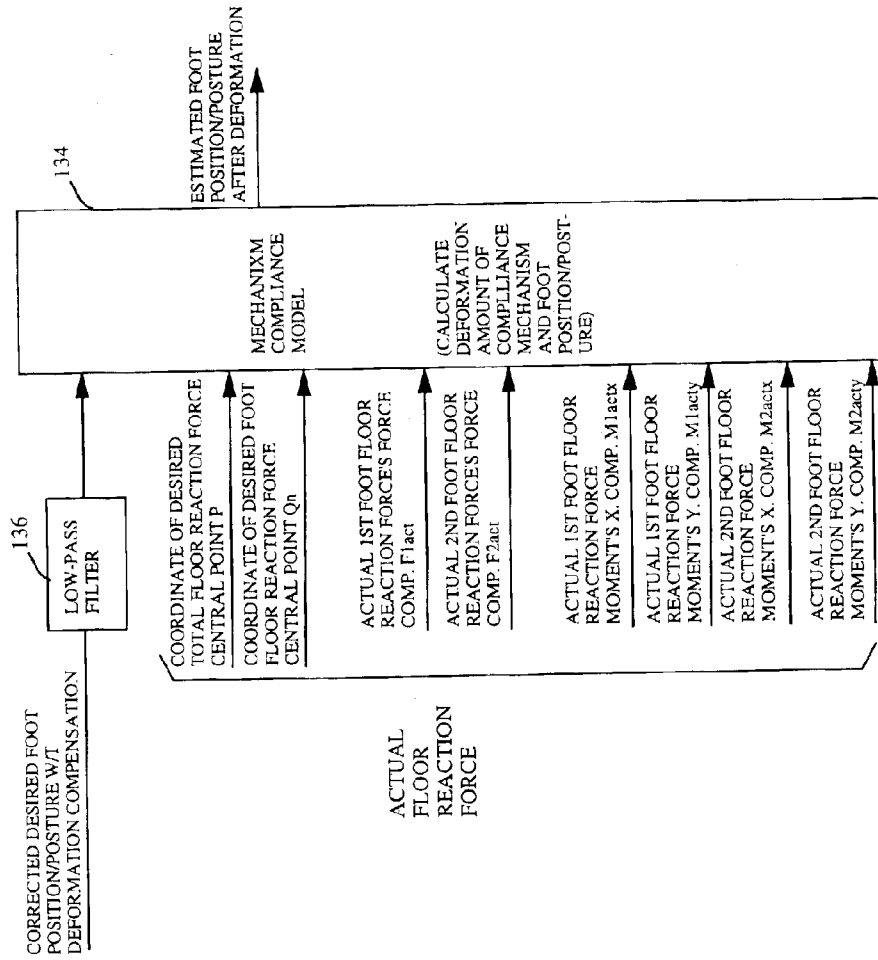 136
134
CORRECTED DESIRED FOOT
POSITION/POSTURE W/T
DEFORMATION COMPENSATION
LOW-PASS
FILTER
ESTIMATED FOOT
POSITION/POSTURE
AFTER DEFORMATION
COORDINATE OF DESIRED
TOTAL FLOOR REACTION FORCE
CENTRAL POINT P
COORDINATE OF DESIRED FOOT
FLOOR REACTION FORCE
CENTRAL POINT Qn
MECHANIXM
COMPLIANCE
MODEL
ACTUAL
FLOOR
REACTION
FORCE
ACTUAL 1ST FOOT FLOOR
REACTION FORCE'S FORCE
COMP. F1act
ACTUAL 2ND FOOT FLOOR
REACTION FORCE'S FORCE
COMP. F2act
(CALCULATE
DEFORMATION
AMOUNT OF
COMPLLIANCE
MECHANISM
AND FOOT
POSITION/POST-
URE)
ACTUAL 1ST FOOT FLOOR
REACTION FORCE
MOMENT'S X. COMP. M1actx
ACTUAL 1ST FOOT FLOOR
REACTION FORCE
MOMENT'S Y. COMP. M1acty
ACTUAL 2ND FOOT FLOOR
REACTION FORCE
MOMENT'S X. COMP. M2actx
ACTUAL 2ND FOOT FLOOR
REACTION FORCE
MOMENT'S Y. COMP. M2acty